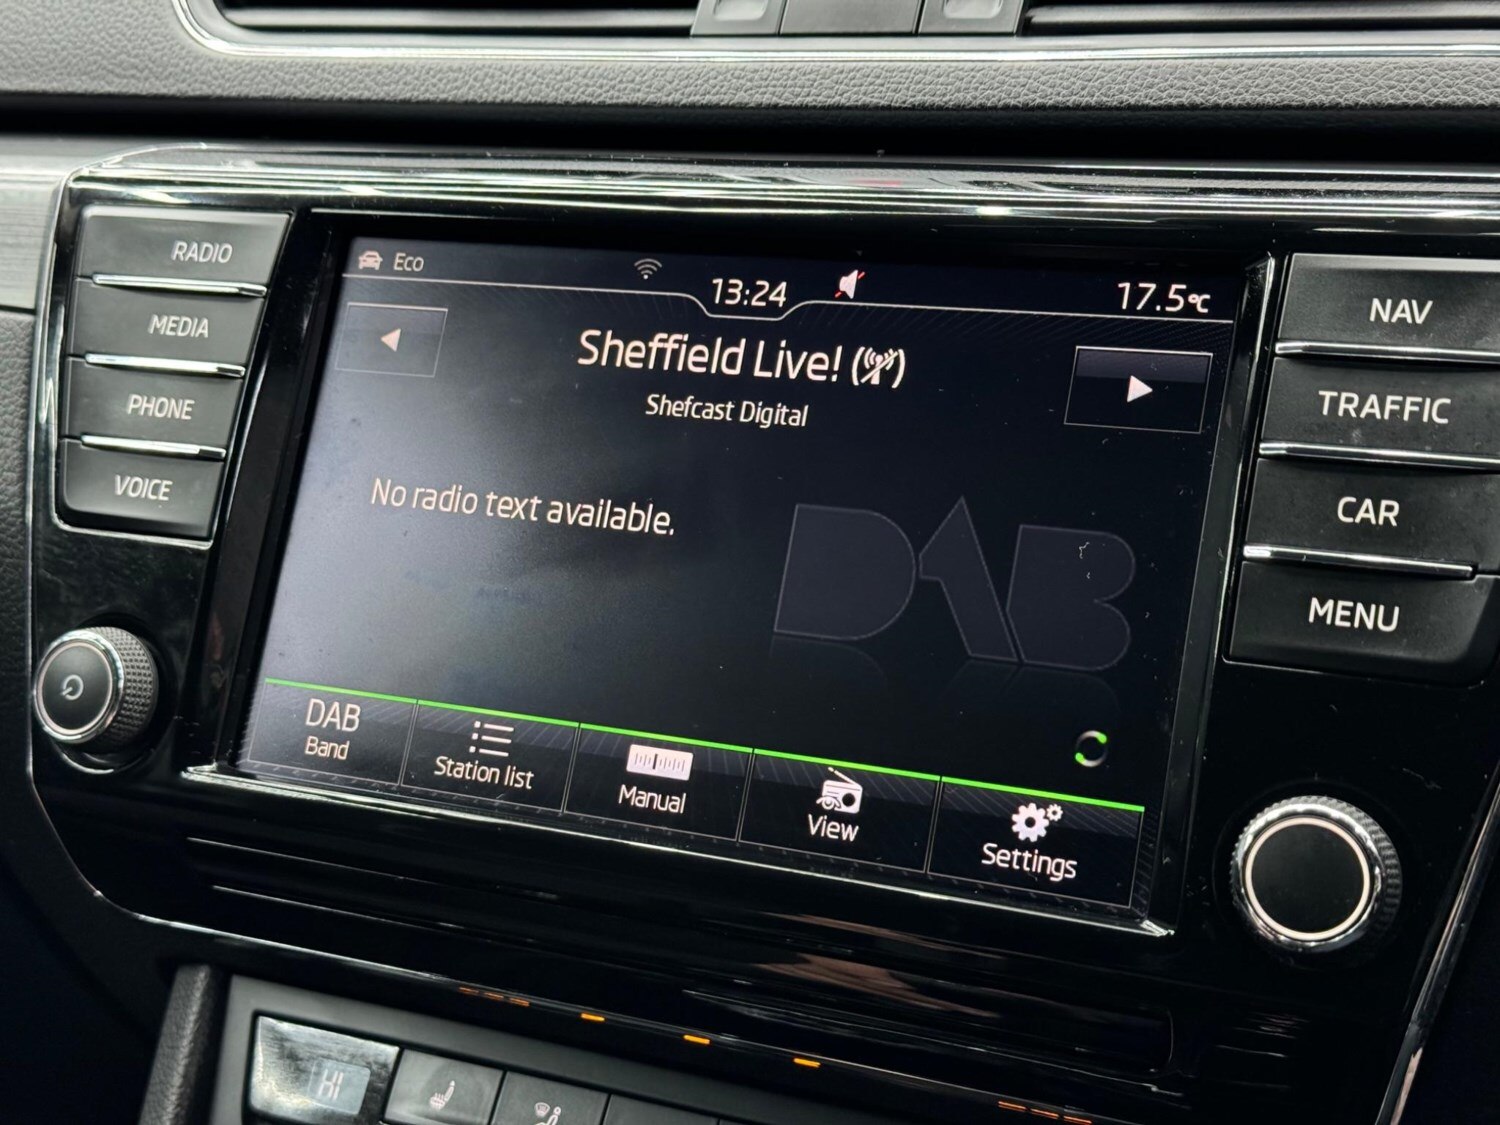 RADIO
MEDIA
PHONE
VOICE
Eco
13:24
17.5°C
Sheffield Live!
Shefcast Digital
No radio text available.
DAB
DAB
Band
Station list
Manual
View
Settings
NAV
TRAFFIC
CAR
MENU
HI